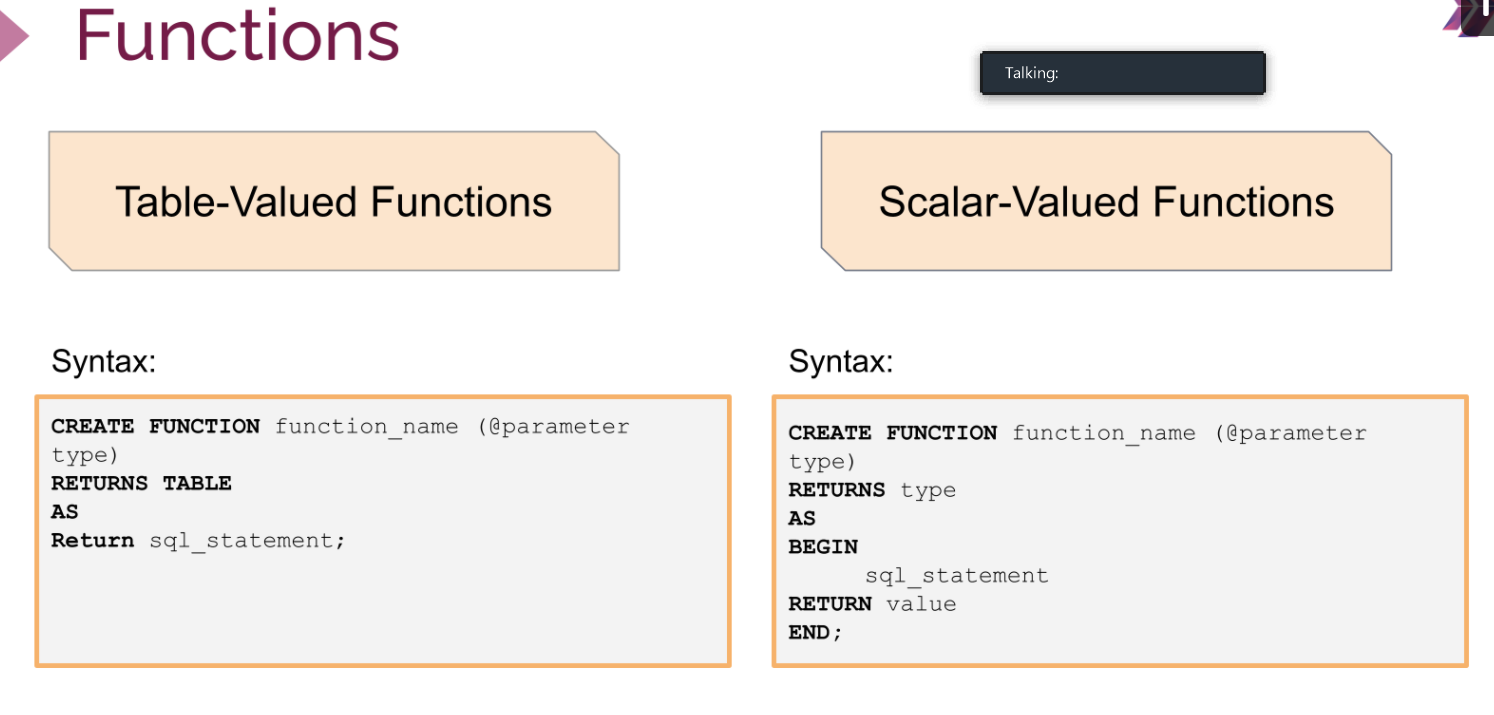 Functions
Talking:
Table-Valued Functions
Scalar-Valued Functions
Syntax:
CREATE FUNCTION function_name (@parameter
type)
RETURNS TABLE
AS
Return sql_statement;
Syntax:
CREATE FUNCTION function_name (@parameter
type)
RETURNS type
AS
BEGIN
sql_statement
RETURN value
END;